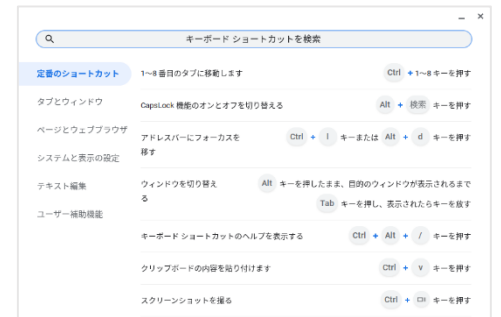 キーボード ショートカットを検索
定番のショートカット
タブとウィンドウ
ページとウェブブラウザ
システムと表示の設定
テキスト編集
ユーザー補助機能
1～8 番目のタブに移動します
Ctrl + 1～8 キーを押す
CapsLock 機能のオンとオフを切り替える
Alt + 検索 キーを押す
アドレスバーにフォーカスを
移す
Ctrl + l キーまたは Alt + d キーを押す
ウィンドウを切り替え
る
Alt キーを押したまま、目的のウィンドウが表示されるまで
Tab キーを押し、表示されたらキーを放す
キーボード ショートカットのヘルプを表示する
Ctrl + Alt + / キーを押す
クリップボードの内容を貼り付けます
Ctrl + v キーを押す
スクリーンショットを撮る
Ctrl + キーを押す